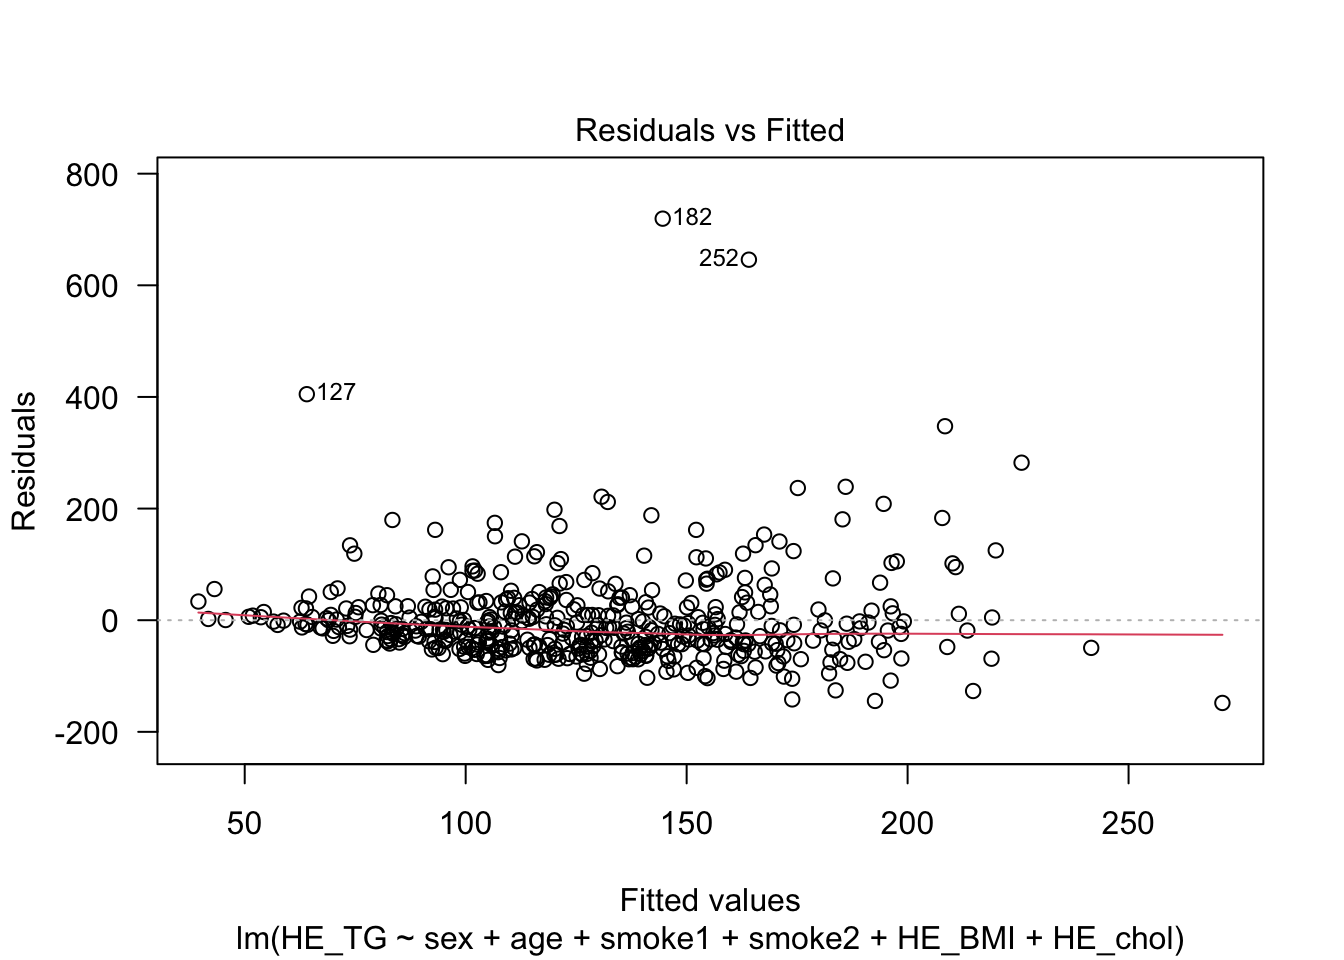 Residuals vs Fitted
800
600
400
200
0
-200
Residuals
182
252
127
50 100 150 200 250
Fitted values
lm(HE_TG ~ sex + age + smoke1 + smoke2 + HE_BMI + HE_chol)